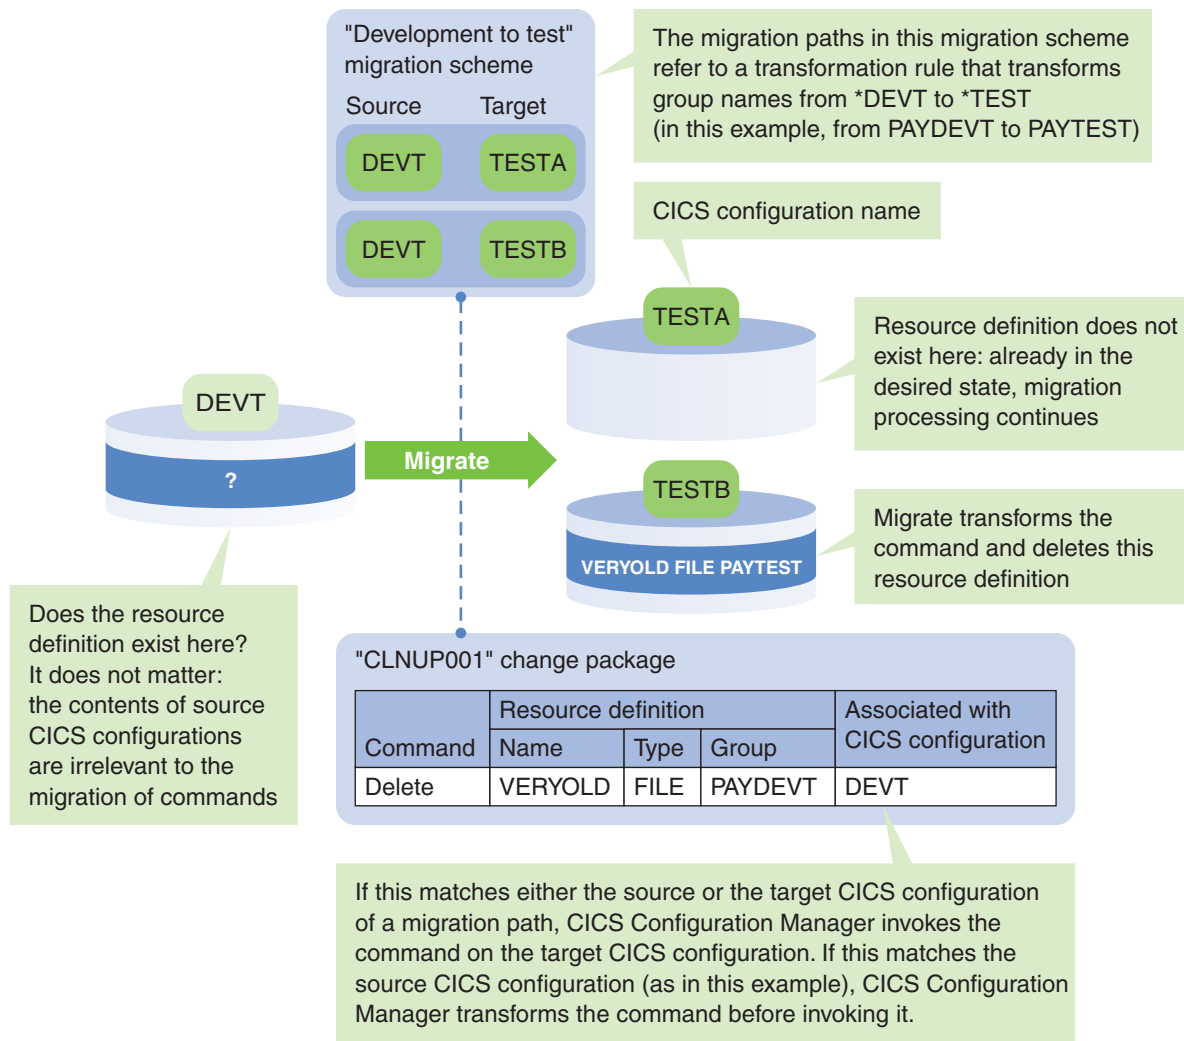 "Development to test"
migration scheme
Source Target
DEVT TESTA
DEVT TESTB
The migration paths in this migration scheme
refer to a transformation rule that transforms
group names from *DEVT to *TEST
(in this example, from PAYDEVT to PAYTEST)
CICS configuration name
TESTA
Resource definition does not
exist here: already in the
desired state, migration
processing continues
DEVT
?
Migrate
TESTB
VERYOLD FILE PAYTEST
Migrate transforms the
command and deletes this
resource definition
Does the resource
definition exist here?
It does not matter:
the contents of source
CICS configurations
are irrelevant to the
migration of commands
"CLNUP001" change package
Resource definition Associated with
CICS configuration
Command Name Type Group
Delete VERYOLD FILE PAYDEVT DEVT
If this matches either the source or the target CICS configuration
of a migration path, CICS Configuration Manager invokes the
command on the target CICS configuration. If this matches the
source CICS configuration (as in this example), CICS Configuration
Manager transforms the command before invoking it.